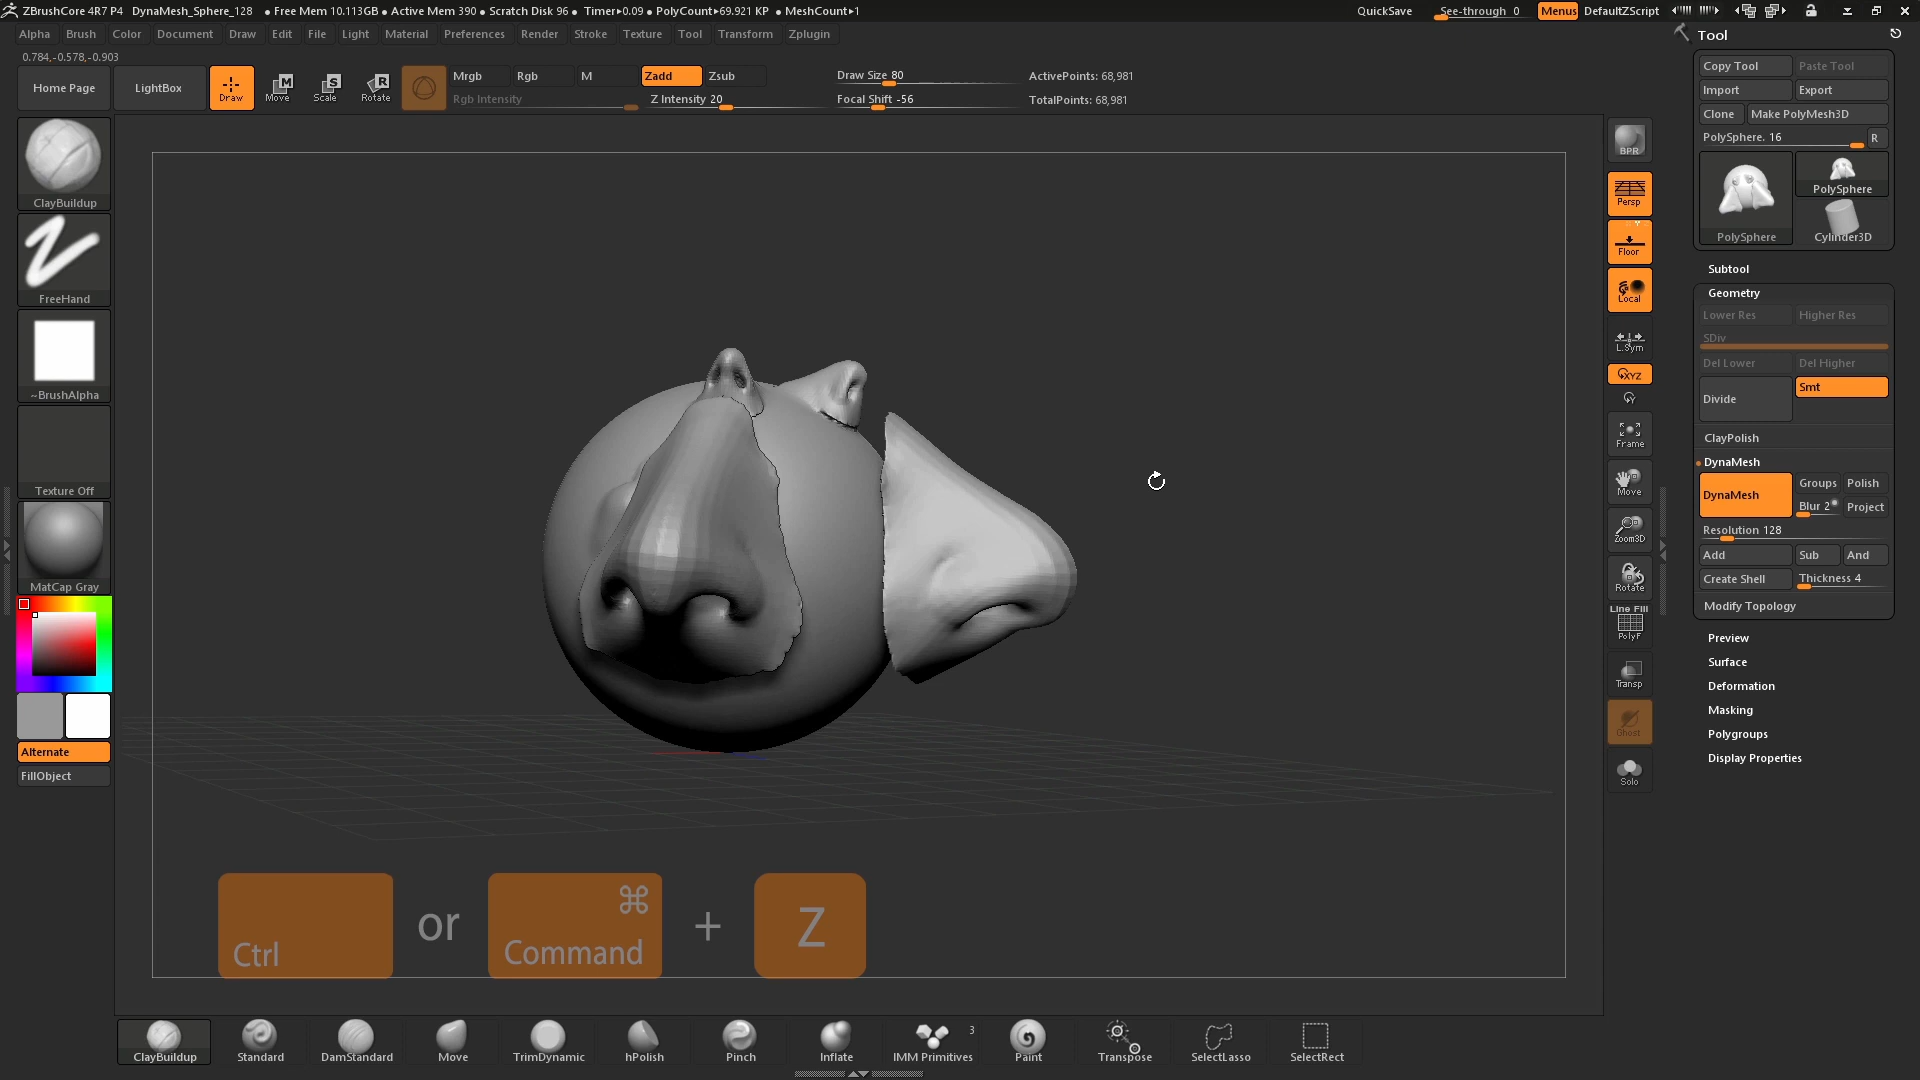 ZBrushCore 4R7 P4 DynaMesh_Sphere_128 • Free Mem 10.113GB • Active Mem 390 • Scratch Disk 96 • Timer▸0.09 • PolyCount▸69.921 KP • MeshCount▸1 QuickSave See-through 0 Menus DefaultZScript
Alpha Brush Color Document Draw Edit File Light Material Preferences Render Stroke Texture Tool Transform Zplugin
0.784,-0.578,-0.903
Home Page LightBox Draw Move Scale Rotate
Mrgb Rgb M Zadd Zsub
Rgb Intensity Z Intensity 20
Draw Size 80
Focal Shift -56
ActivePoints: 68,981
TotalPoints: 68,981
ClayBuildup
FreeHand
~BrushAlpha
Texture Off
MatCap Gray
Alternate
FillObject
Ctrl or ⌘ Command + Z
BPR
Persp
Floor
Local
L.Sym
XYZ
Y
Frame
Move
Zoom3D
Rotate
Line Fill
PolyF
Transp
Ghost
Solo
Tool
Copy Tool Paste Tool
Import Export
Clone Make PolyMesh3D
PolySphere. 16 R
PolySphere
PolySphere Cylinder3D
Subtool
Geometry
Lower Res Higher Res
SDiv
Del Lower Del Higher
Divide Smt
ClayPolish
DynaMesh
DynaMesh Groups Polish
Blur 2 Project
Resolution 128
Add Sub And
Create Shell Thickness 4
Modify Topology
Preview
Surface
Deformation
Masking
Polygroups
Display Properties
ClayBuildup Standard DamStandard Move TrimDynamic hPolish Pinch Inflate IMM Primitives 3 Paint Transpose SelectLasso SelectRect